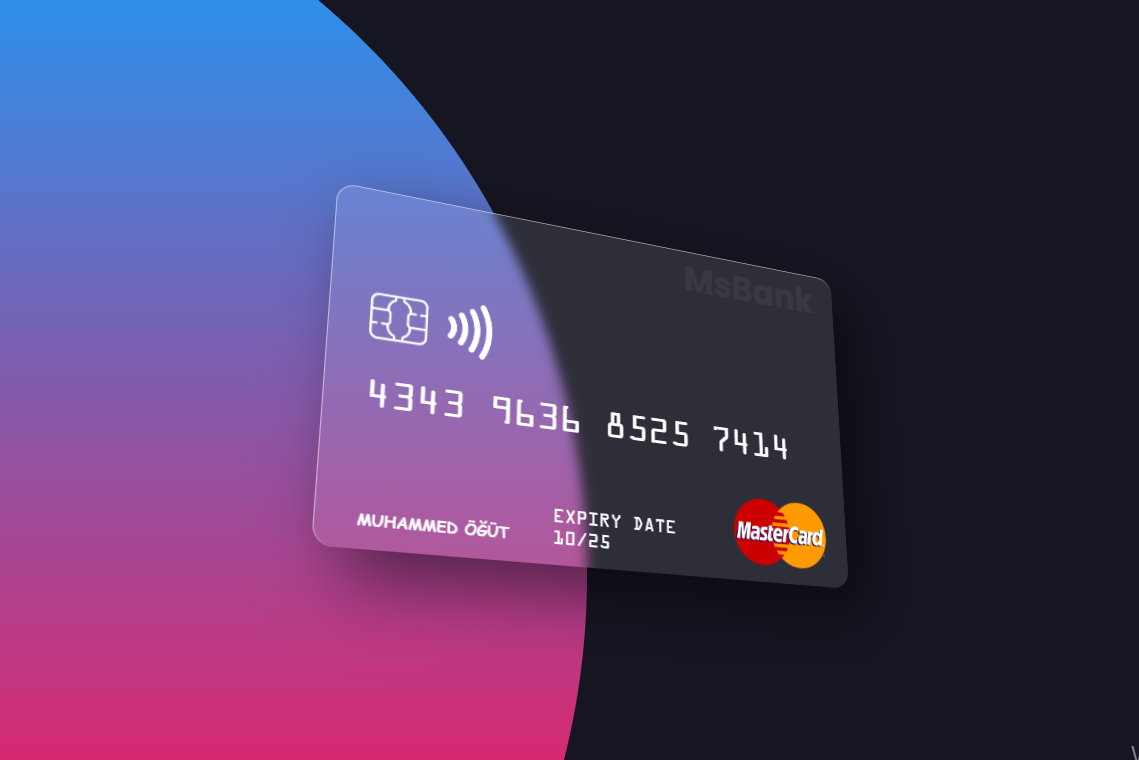 MsBank
4343 9636 8525 7414
MUHAMMED ÖĞÜT
EXPIRY DATE
10/25
MasterCard